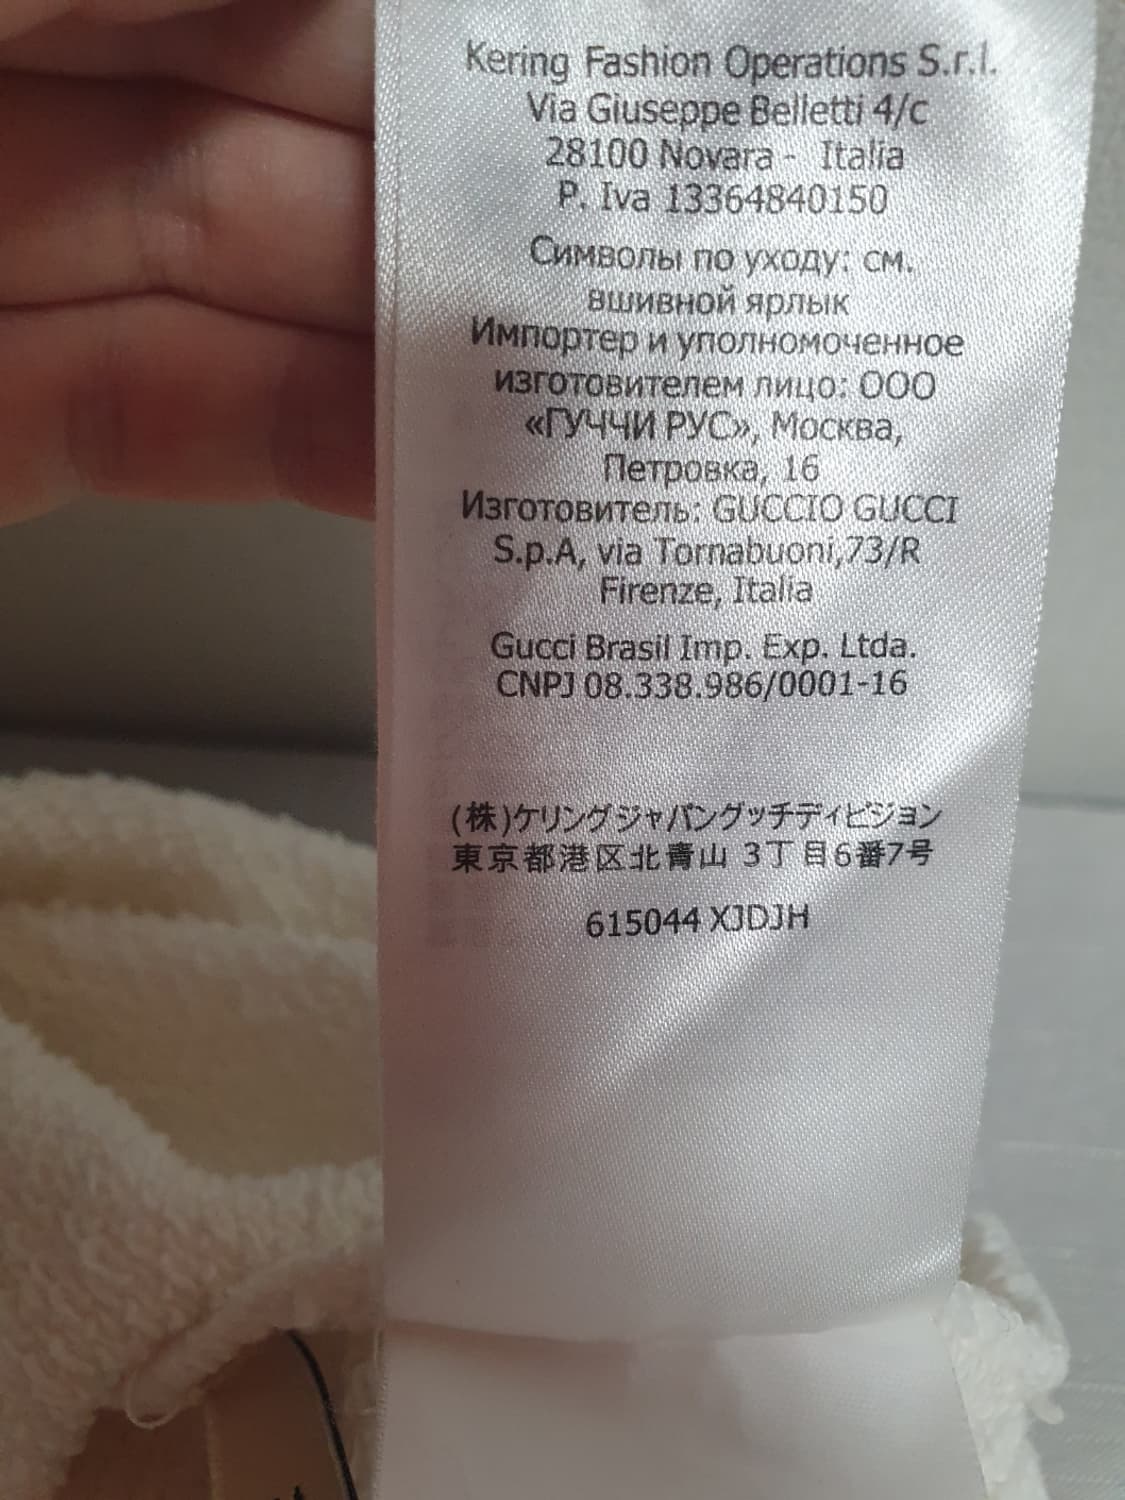 Kering Fashion Operations S.r.l.
Via Giuseppe Belletti 4/c
28100 Novara - Italia
P. Iva 13364840150
Символы по уходу: см.
вшивной ярлык
Импортер и уполномоченное
изготовителем лицо: ООО
«ГУЧЧИ РУС», Москва,
Петровка, 16
Изготовитель: GUCCIO GUCCI
S.p.A, via Tornabuoni,73/R
Firenze, Italia
Gucci Brasil Imp. Exp. Ltda.
CNPJ 08.338.986/0001-16
(株)ケリングジャパングッチディビジョン
東京都港区北青山 3丁目6番7号
615044 XJDJH